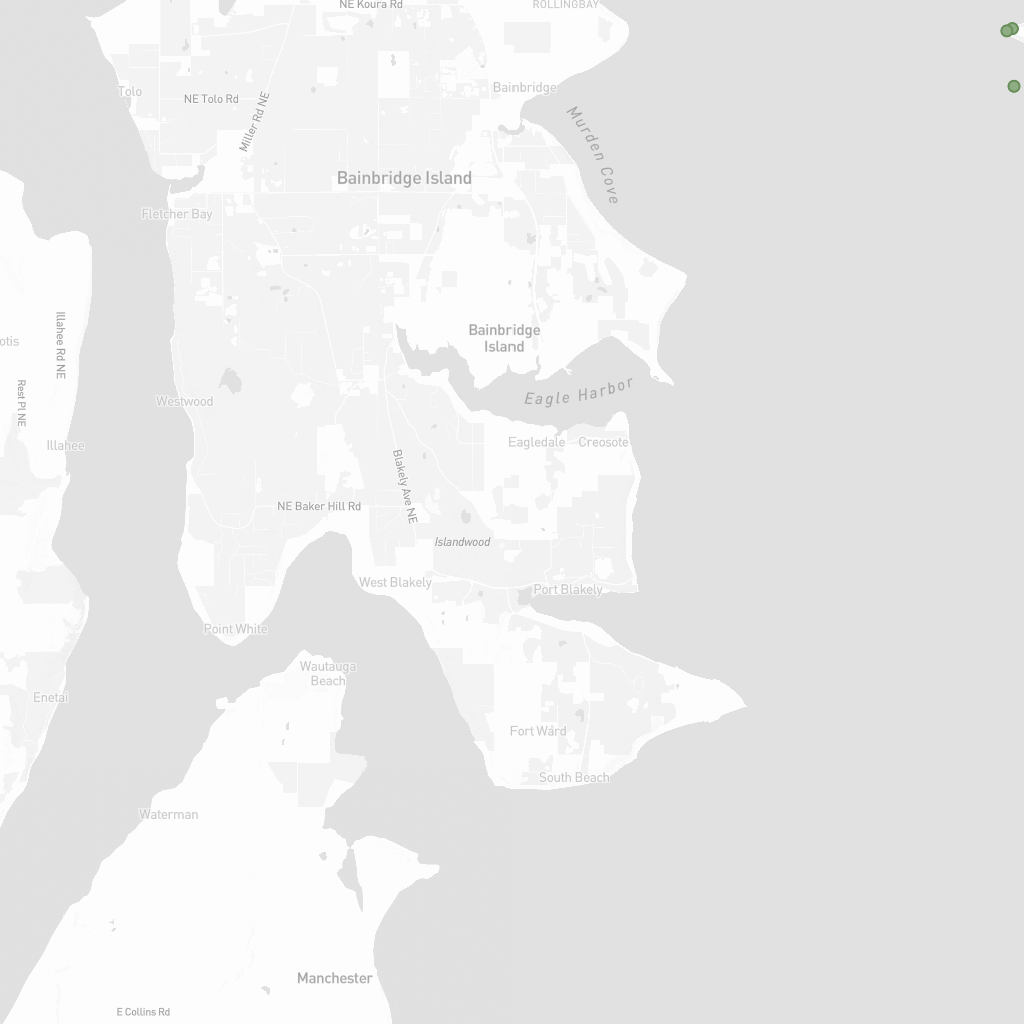 NE Koura Rd
ROLLINGBAY
Tolo
NE Tolo Rd
Miller Rd NE
Bainbridge
Murden Cove
Bainbridge Island
Fletcher Bay
Illahee Rd NE
otis
Bainbridge
Island
Rest Pl NE
Eagle Harbor
Westwood
Illahee
Eagledale
Creosote
Blakely Ave NE
NE Baker Hill Rd
Islandwood
West Blakely
Port Blakely
Point White
Wautauga
Beach
Enetai
Fort Ward
South Beach
Waterman
Manchester
E Collins Rd